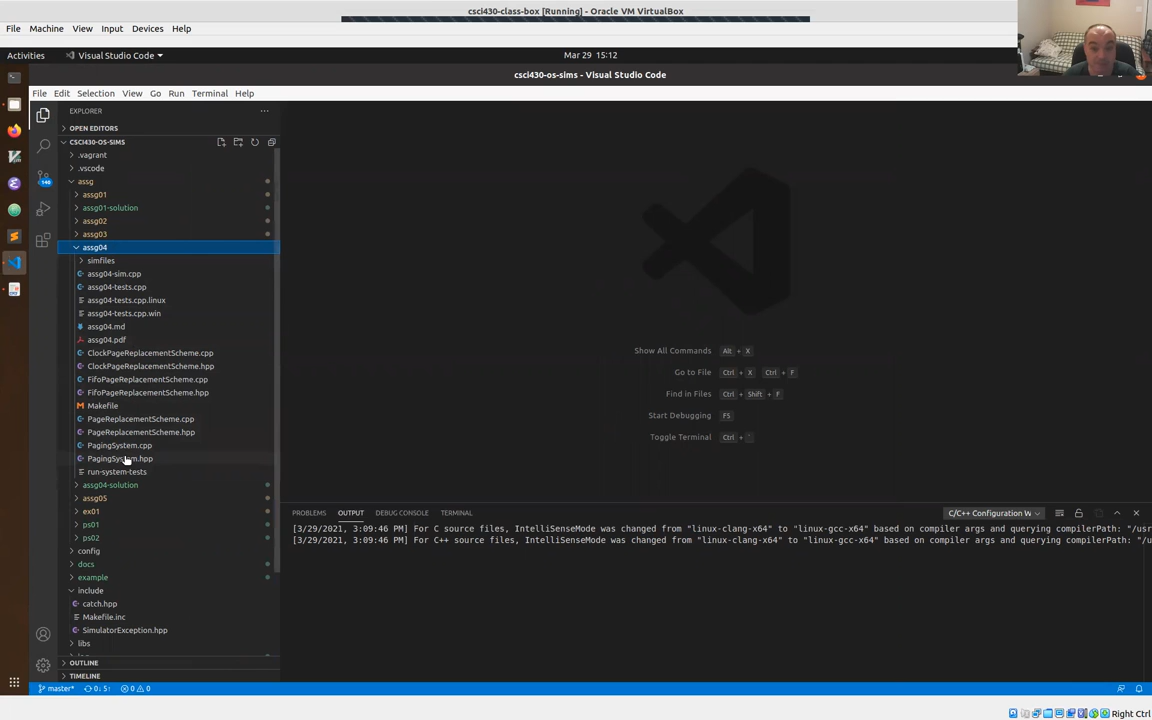 csci430-class-box [Running] - Oracle VM VirtualBox
File Machine View Input Devices Help
Activities Visual Studio Code Mar 29 15:12
csci430-os-sims - Visual Studio Code
File Edit Selection View Go Run Terminal Help
EXPLORER
OPEN EDITORS
CSCI430-OS-SIMS
.vagrant
.vscode
assg
assg01
assg01-solution
assg02
assg03
assg04
simfiles
assg04-sim.cpp
assg04-tests.cpp
assg04-tests.cpp.linux
assg04-tests.cpp.win
assg04.md
assg04.pdf
ClockPageReplacementScheme.cpp
ClockPageReplacementScheme.hpp
FifoPageReplacementScheme.cpp
FifoPageReplacementScheme.hpp
Makefile
PageReplacementScheme.cpp
PageReplacementScheme.hpp
PagingSystem.cpp
PagingSystem.hpp
run-system-tests
assg04-solution
assg05
ex01
ps01
ps02
config
docs
example
include
catch.hpp
Makefile.inc
SimulatorException.hpp
libs
OUTLINE
TIMELINE
140
Show All Commands Alt + X
Go to File Ctrl + X Ctrl + F
Find in Files Ctrl + Shift + F
Start Debugging F5
Toggle Terminal Ctrl + `
PROBLEMS OUTPUT DEBUG CONSOLE TERMINAL C/C++ Configuration W
[3/29/2021, 3:09:46 PM] For C source files, IntelliSenseMode was changed from "linux-clang-x64" to "linux-gcc-x64" based on compiler args and querying compilerPath: "/usr
[3/29/2021, 3:09:46 PM] For C++ source files, IntelliSenseMode was changed from "linux-clang-x64" to "linux-gcc-x64" based on compiler args and querying compilerPath: "/u
master* 0↓ 5↑ 0 0
Right Ctrl